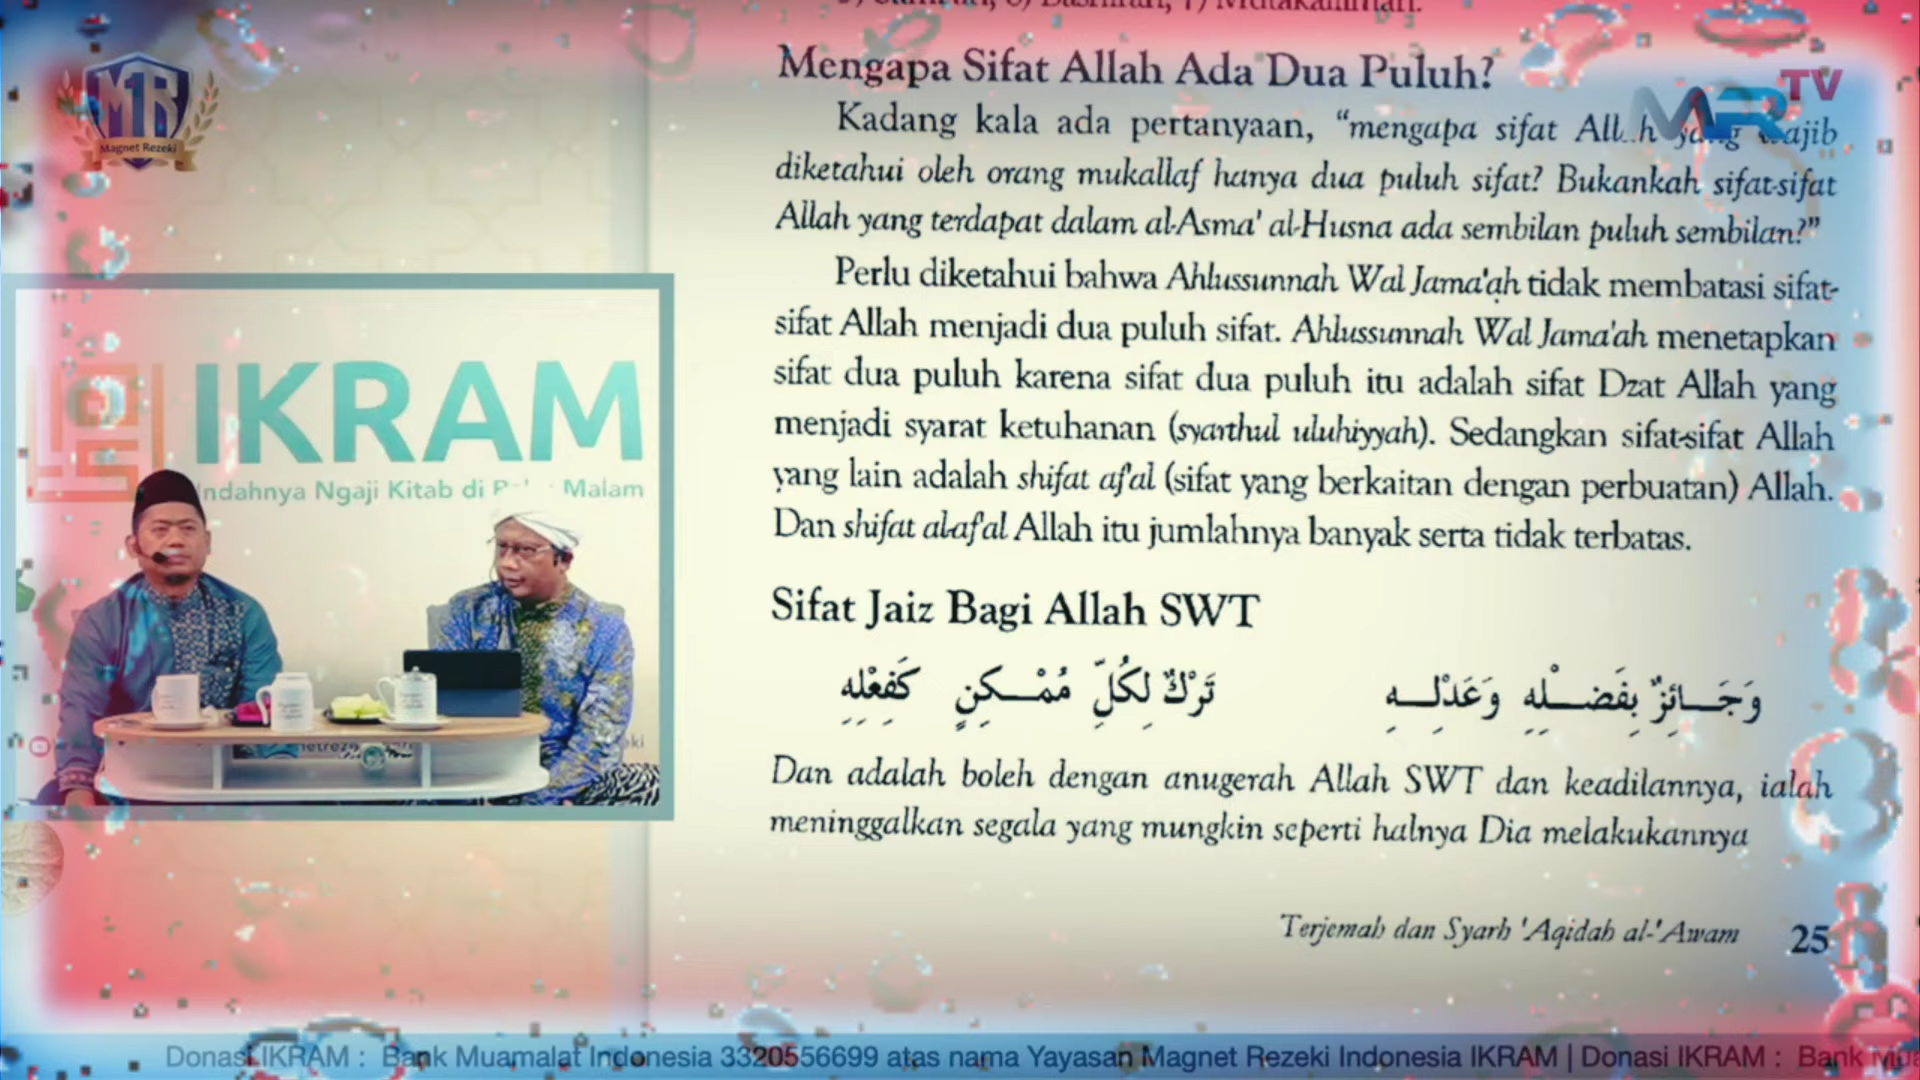 Mengapa Sifat Allah Ada Dua Puluh?
Kadang kala ada pertanyaan, “mengapa sifat
diketahui oleh orang mukallaf hanya dua puluh sifat? Bukankah sifat-sifat
Allah yang terdapat dalam al-Asma' al-Husna ada sembilan puluh sembilan?”
Perlu diketahui bahwa Ahlussunnah Wal Jama'ah tidak membatasi sifat-
sifat Allah menjadi dua puluh sifat. Ahlussunnah Wal Jama'ah menetapkan
sifat dua puluh karena sifat dua puluh itu adalah sifat Dzat Allah yang
menjadi syarat ketuhanan (syarthul uluhiyyah). Sedangkan sifat-sifat Allah
yang lain adalah shifat af'al (sifat yang berkaitan dengan perbuatan) Allah.
Dan shifat al-af'al Allah itu jumlahnya banyak serta tidak terbatas.
Sifat Jaiz Bagi Allah SWT
وَجَـائِزٌ بِفَضْـلِهِ وَعَدْلِـهِ تَرْكٌ لِكُلِّ مُمْـكِنٍ كَفِعْلِهِ
Dan adalah boleh dengan anugerah Allah SWT dan keadilannya, ialah
meninggalkan segala yang mungkin seperti halnya Dia melakukannya
Terjemah dan Syarh 'Aqidah al-'Awam 25
MR
Magnet Rezeki
MR TV
IKRAM
Indahnya Ngaji Kitab di Malam
Donasi IKRAM : Bank Muamalat Indonesia 3320556699 atas nama Yayasan Magnet Rezeki Indonesia IKRAM | Donasi IKRAM : Bank